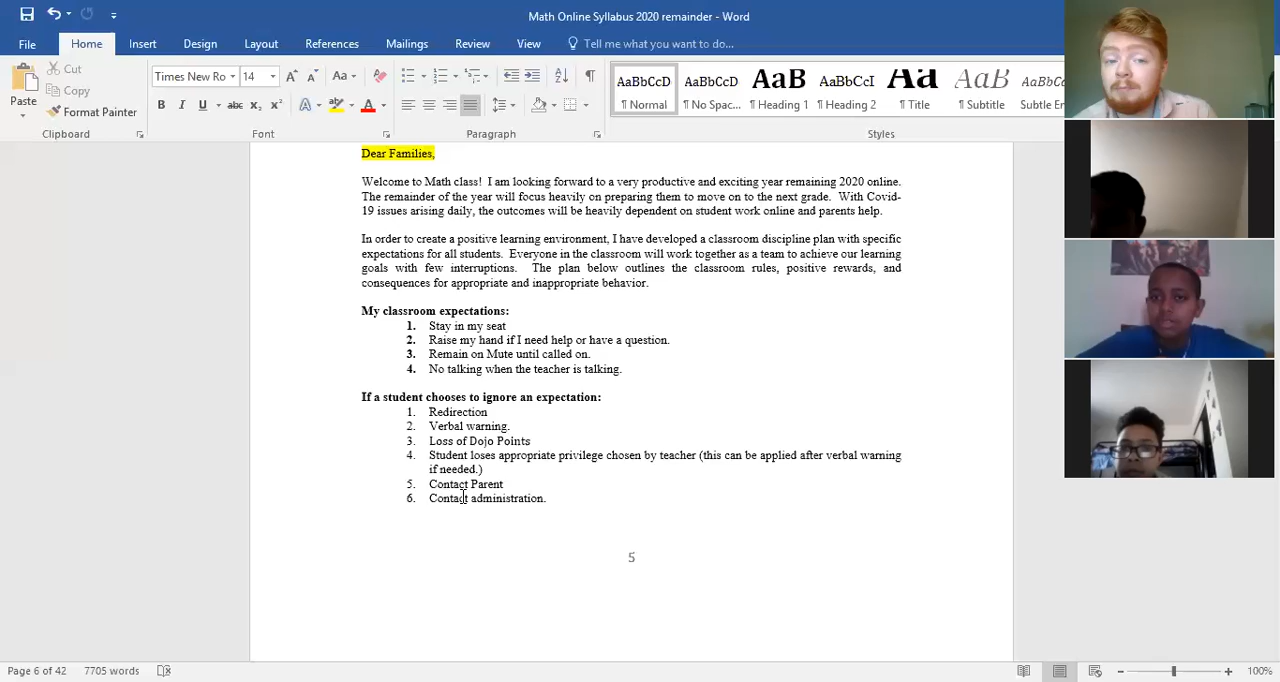 Math Online Syllabus 2020 remainder - Word
File Home Insert Design Layout References Mailings Review View Tell me what you want to do...
Paste
Cut
Copy
Format Painter
Times New Ro 14
Aa
B I U abc x₂ x² A A
AaBbCcD AaBbCcD AaB AaBbCcI Aa AaBbCcD AaBbCcD
¶ Normal ¶ No Spac... ¶ Heading 1 ¶ Heading 2 ¶ Title ¶ Subtitle Subtle Em
Clipboard Font Paragraph Styles
Dear Families,
Welcome to Math class! I am looking forward to a very productive and exciting year remaining 2020 online.
The remainder of the year will focus heavily on preparing them to move on to the next grade. With Covid-
19 issues arising daily, the outcomes will be heavily dependent on student work online and parents help.
In order to create a positive learning environment, I have developed a classroom discipline plan with specific
expectations for all students. Everyone in the classroom will work together as a team to achieve our learning
goals with few interruptions. The plan below outlines the classroom rules, positive rewards, and
consequences for appropriate and inappropriate behavior.
My classroom expectations:
1. Stay in my seat
2. Raise my hand if I need help or have a question.
3. Remain on Mute until called on.
4. No talking when the teacher is talking.
If a student chooses to ignore an expectation:
1. Redirection
2. Verbal warning.
3. Loss of Dojo Points
4. Student loses appropriate privilege chosen by teacher (this can be applied after verbal warning
if needed.)
5. Contact Parent
6. Contact administration.
5
Page 6 of 42 7705 words 100%